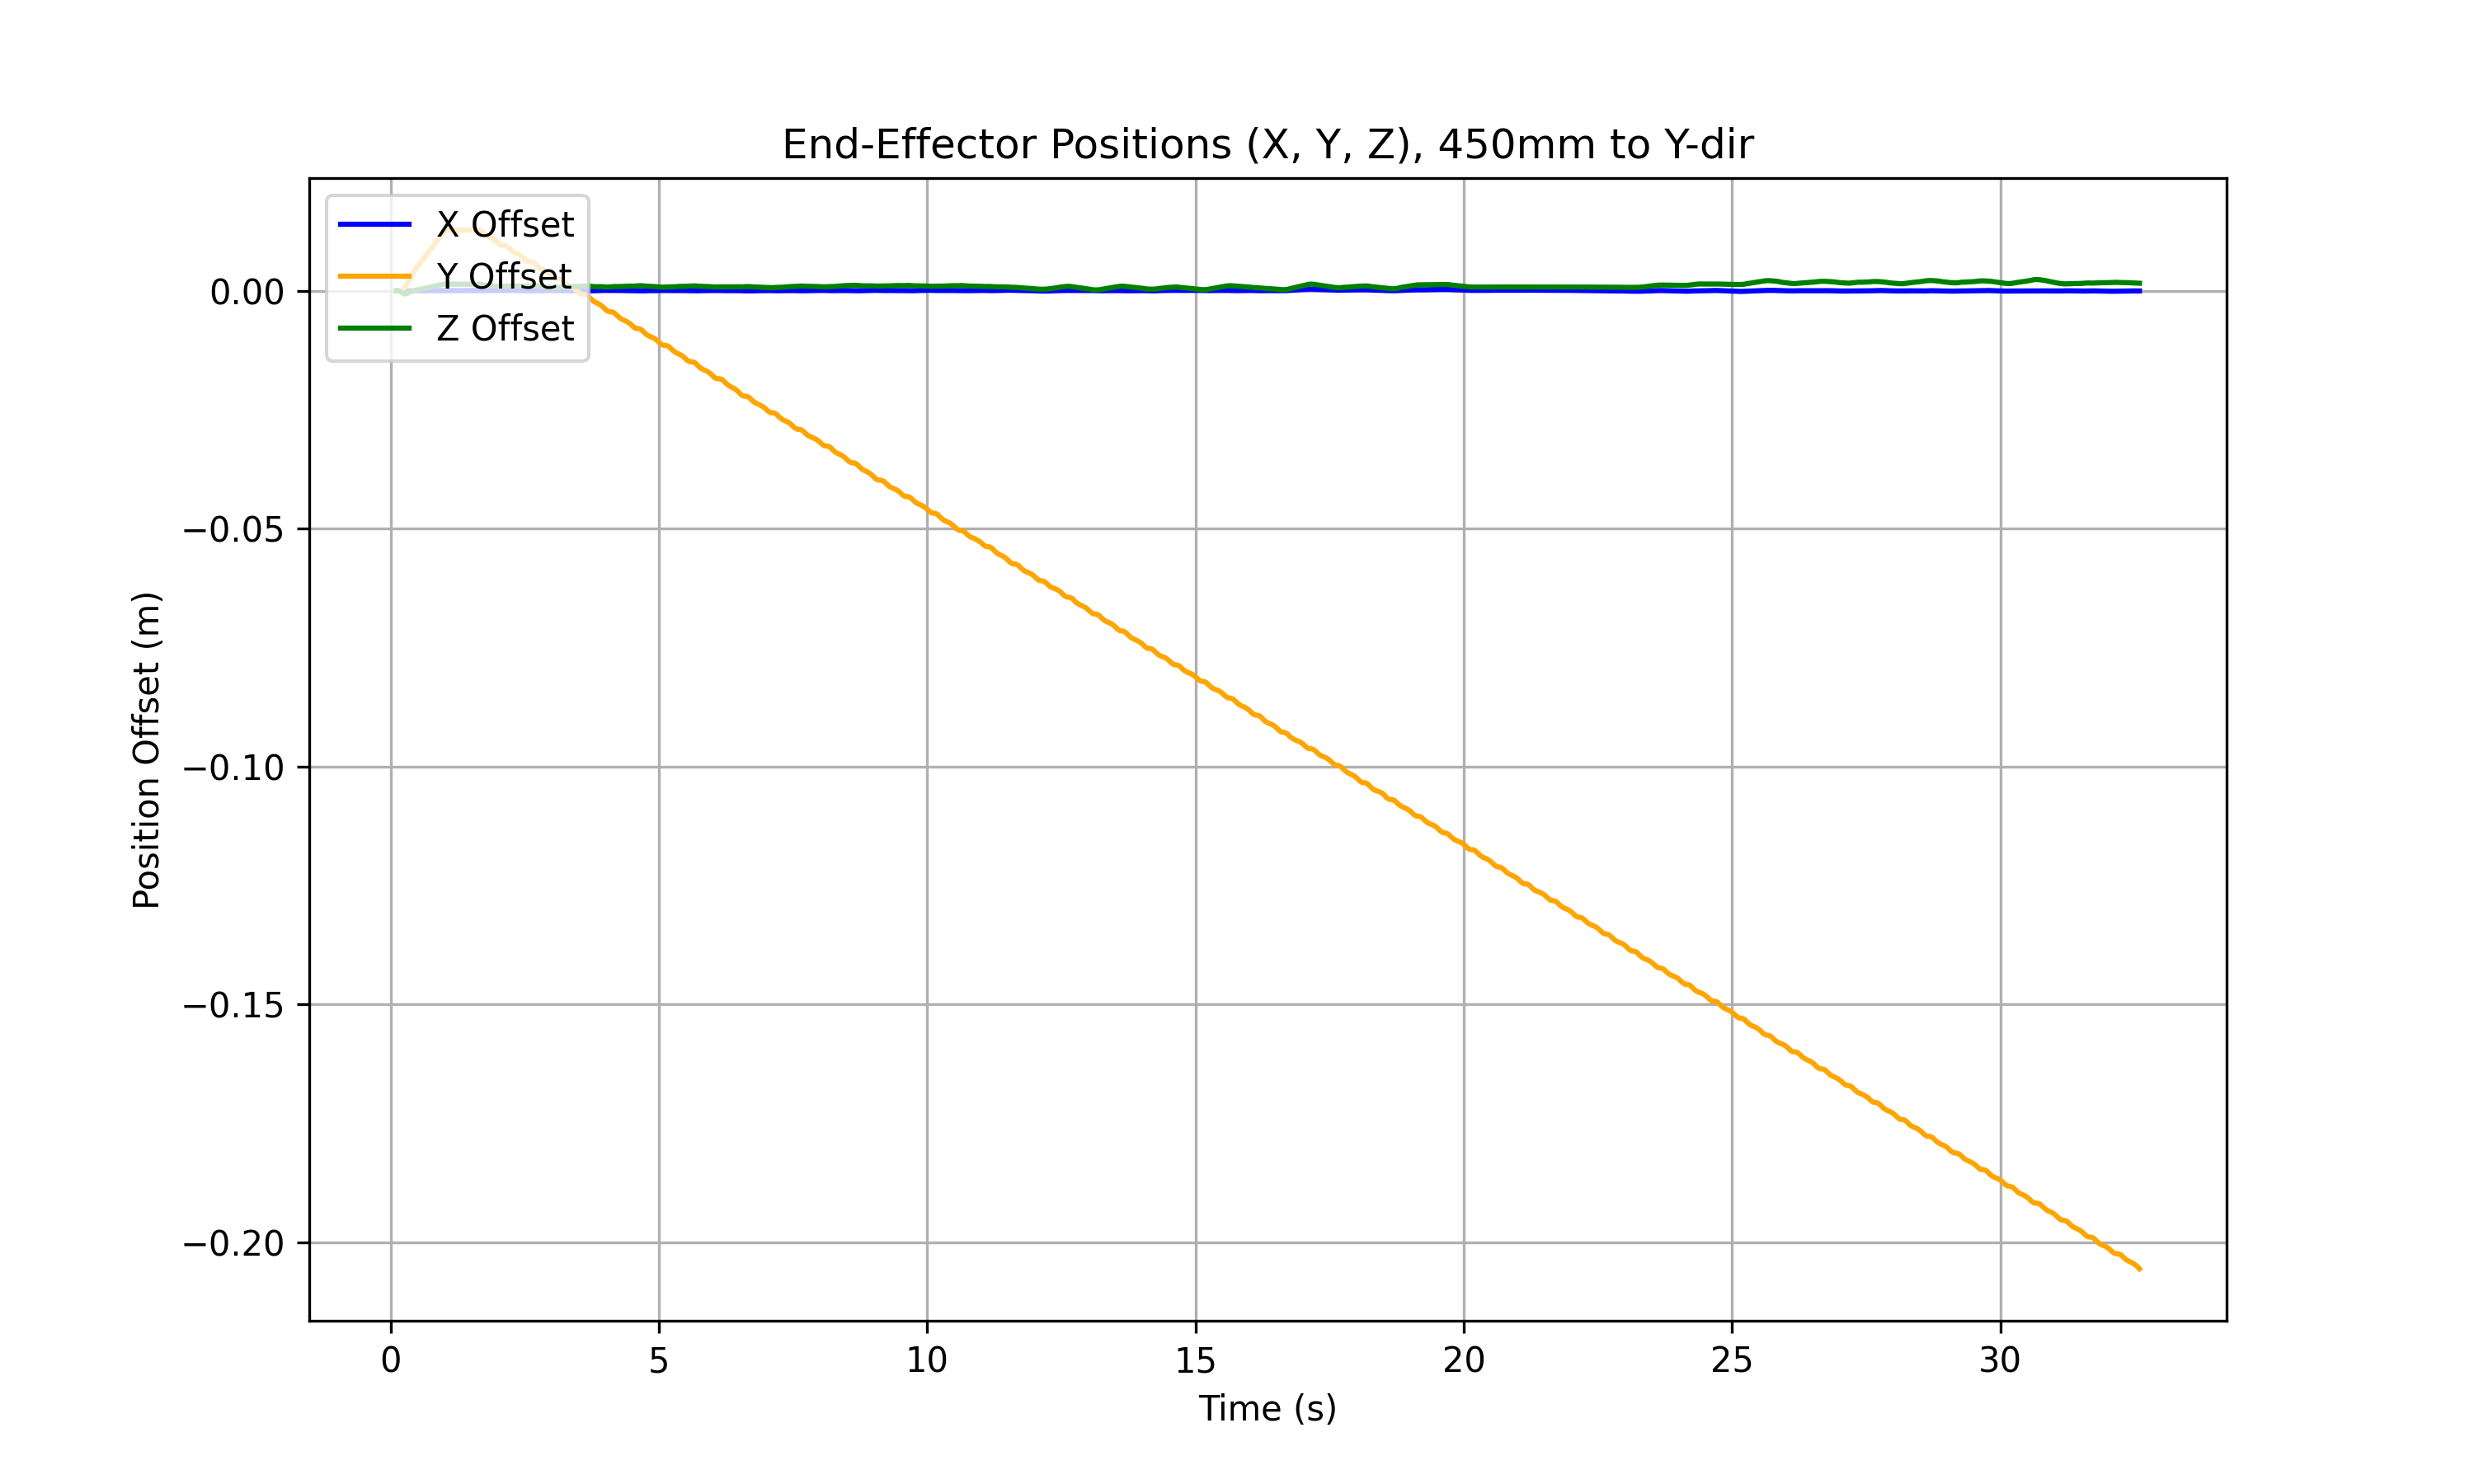 End-Effector Positions (X, Y, Z), 450mm to Y-dir
X Offset
Y Offset
Z Offset
0.00
−0.05
−0.10
−0.15
−0.20
Position Offset (m)
0 5 10 15 20 25 30
Time (s)